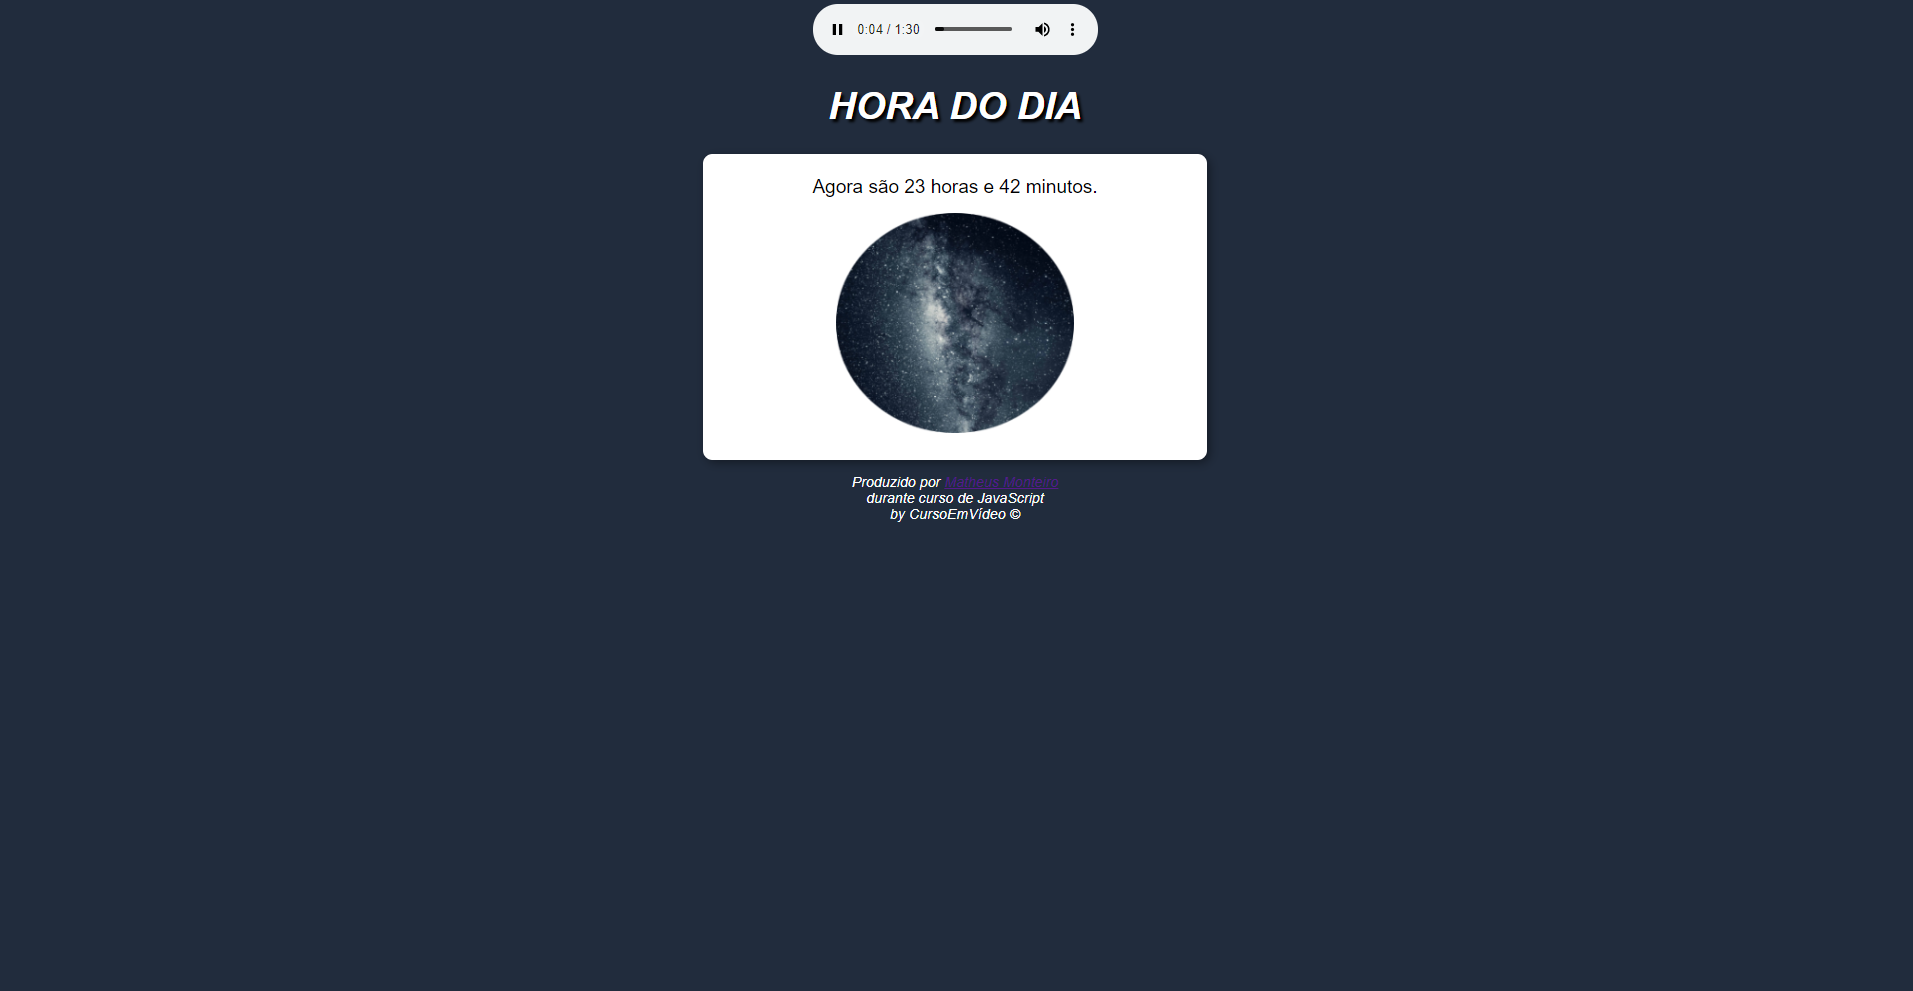 0:04 / 1:30
HORA DO DIA
Agora são 23 horas e 42 minutos.
Produzido por Matheus Monteiro
durante curso de JavaScript
by CursoEmVídeo ©